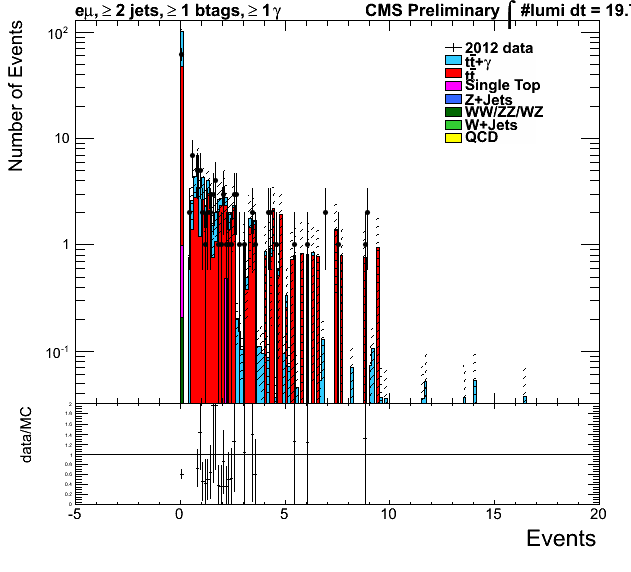 eμ, ≥ 2 jets, ≥ 1 btags, ≥ 1γ
CMS Preliminary ∫ #lumi dt = 19.
Number of Events
10²
10
1
10⁻¹
2012 data
tt̄+γ
tt̄
Single Top
Z+Jets
WW/ZZ/WZ
W+Jets
QCD
data/MC
2
1.8
1.6
1.4
1.2
1
0.8
0.6
0.4
0.2
0
-5 0 5 10 15 20
Events